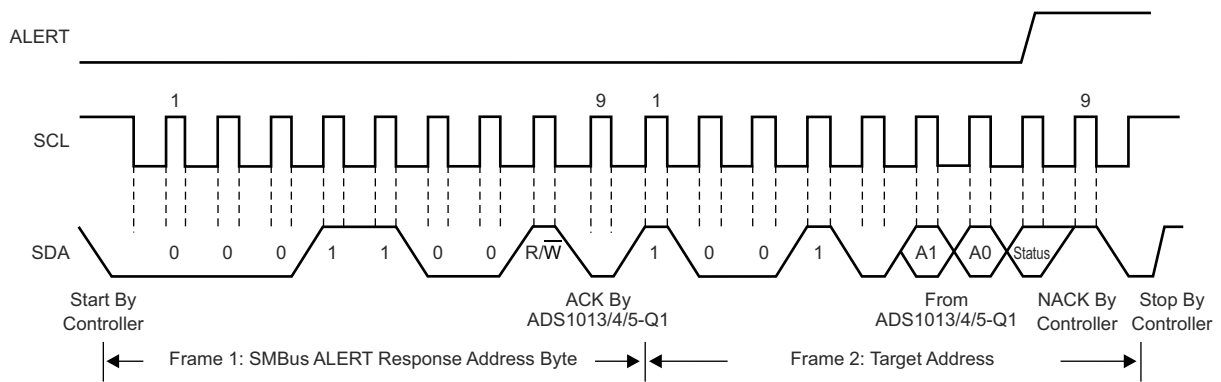 ALERT
1 9 1 9
SCL
SDA
0 0 0 1 1 0 0 R/W̅ 1 0 0 1 A1 A0 Status
Start By
Controller
ACK By
ADS1013/4/5-Q1
From
ADS1013/4/5-Q1
NACK By
Controller
Stop By
Controller
Frame 1: SMBus ALERT Response Address Byte
Frame 2: Target Address